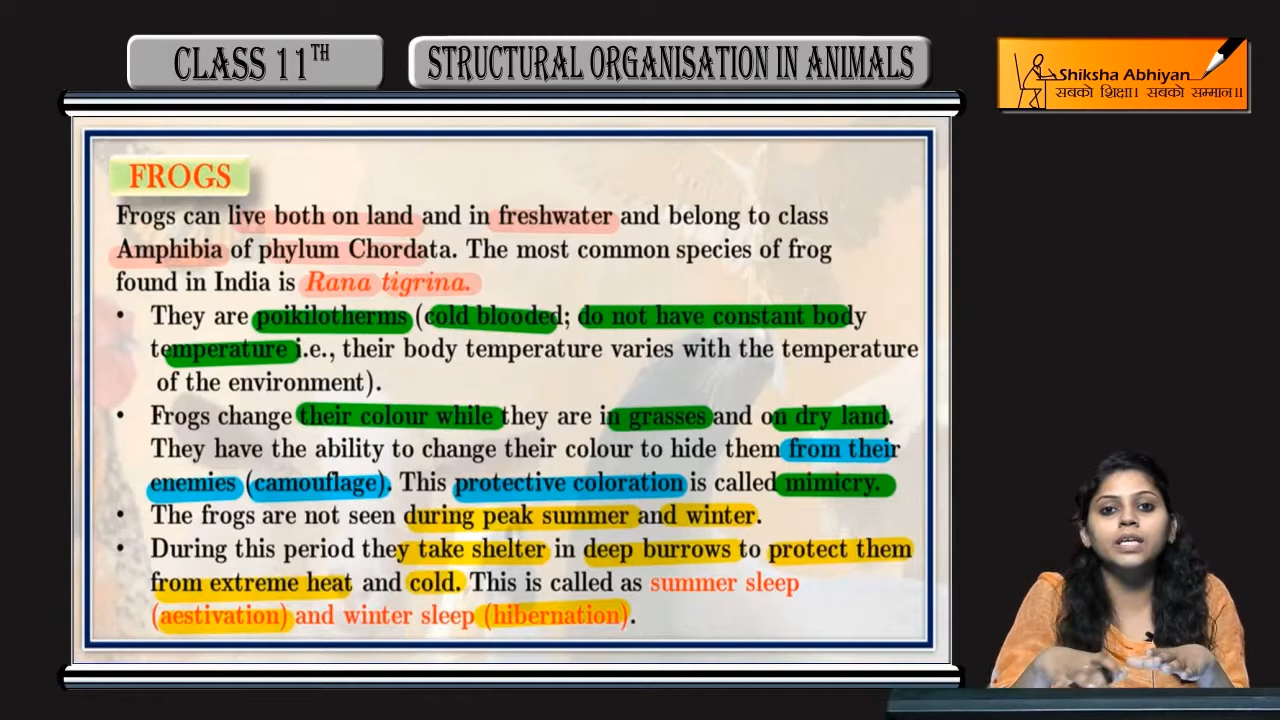 CLASS 11TH
STRUCTURAL ORGANISATION IN ANIMALS
Shiksha Abhiyan
सबको शिक्षा। सबको सम्मान।।
FROGS
Frogs can live both on land and in freshwater and belong to class
Amphibia of phylum Chordata. The most common species of frog
found in India is Rana tigrina.
• They are poikilotherms (cold blooded; do not have constant body
temperature i.e., their body temperature varies with the temperature
of the environment).
• Frogs change their colour while they are in grasses and on dry land.
They have the ability to change their colour to hide them from their
enemies (camouflage). This protective coloration is called mimicry.
• The frogs are not seen during peak summer and winter.
• During this period they take shelter in deep burrows to protect them
from extreme heat and cold. This is called as summer sleep
(aestivation) and winter sleep (hibernation).